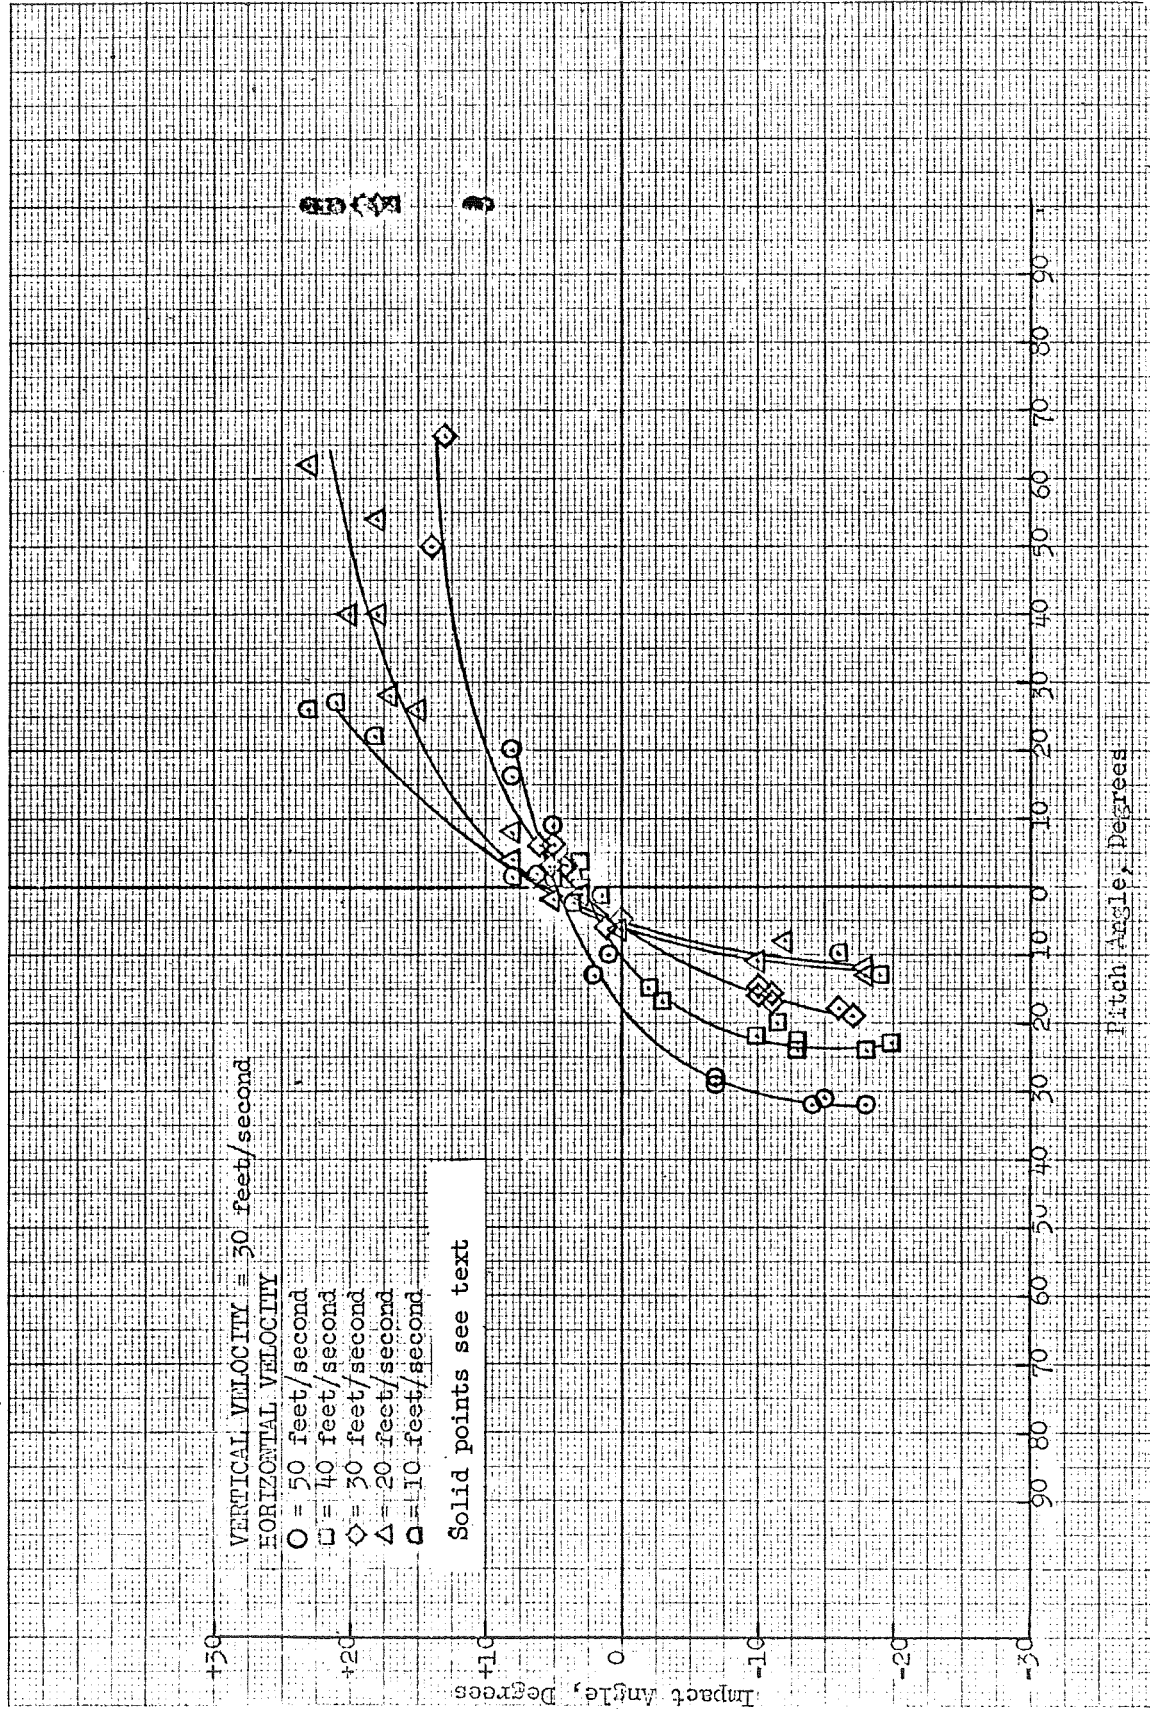 VERTICAL VELOCITY = 30 feet/second
HORIZONTAL VELOCITY
= 50 feet/second
= 40 feet/second
= 30 feet/second
= 20 feet/second
= 10 feet/second
Solid points see text
+30
+20
+10
0
-10
-20
-30
Impact Angle, Degrees
90 80 70 60 50 40 30 20 10 0 10 20 30 40 50 60 70 80 90
Pitch Angle, Degrees